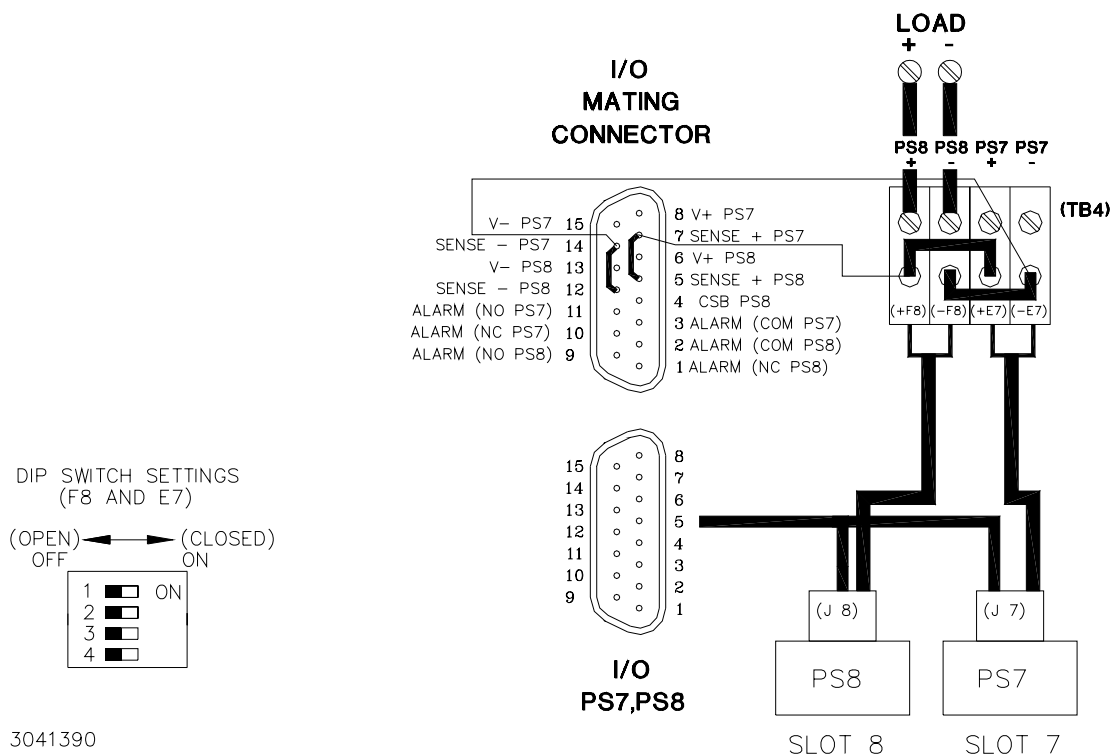 LOAD
+ -
I/O
MATING
CONNECTOR
PS8 PS8 PS7 PS7
+ - + -
(TB4)
V- PS7 15
SENSE - PS7 14
V- PS8 13
SENSE - PS8 12
ALARM (NO PS7) 11
ALARM (NC PS7) 10
ALARM (NO PS8) 9
8 V+ PS7
7 SENSE + PS7
6 V+ PS8
5 SENSE + PS8
4 CSB PS8
3 ALARM (COM PS7)
2 ALARM (COM PS8)
1 ALARM (NC PS8)
(+F8) (-F8) (+E7) (-E7)
15
14
13
12
11
10
9
8
7
6
5
4
3
2
1
I/O
PS7,PS8
DIP SWITCH SETTINGS
(F8 AND E7)
(OPEN) (CLOSED)
OFF ON
1 ON
2
3
4
(J 8) (J 7)
PS8 PS7
SLOT 8 SLOT 7
3041390